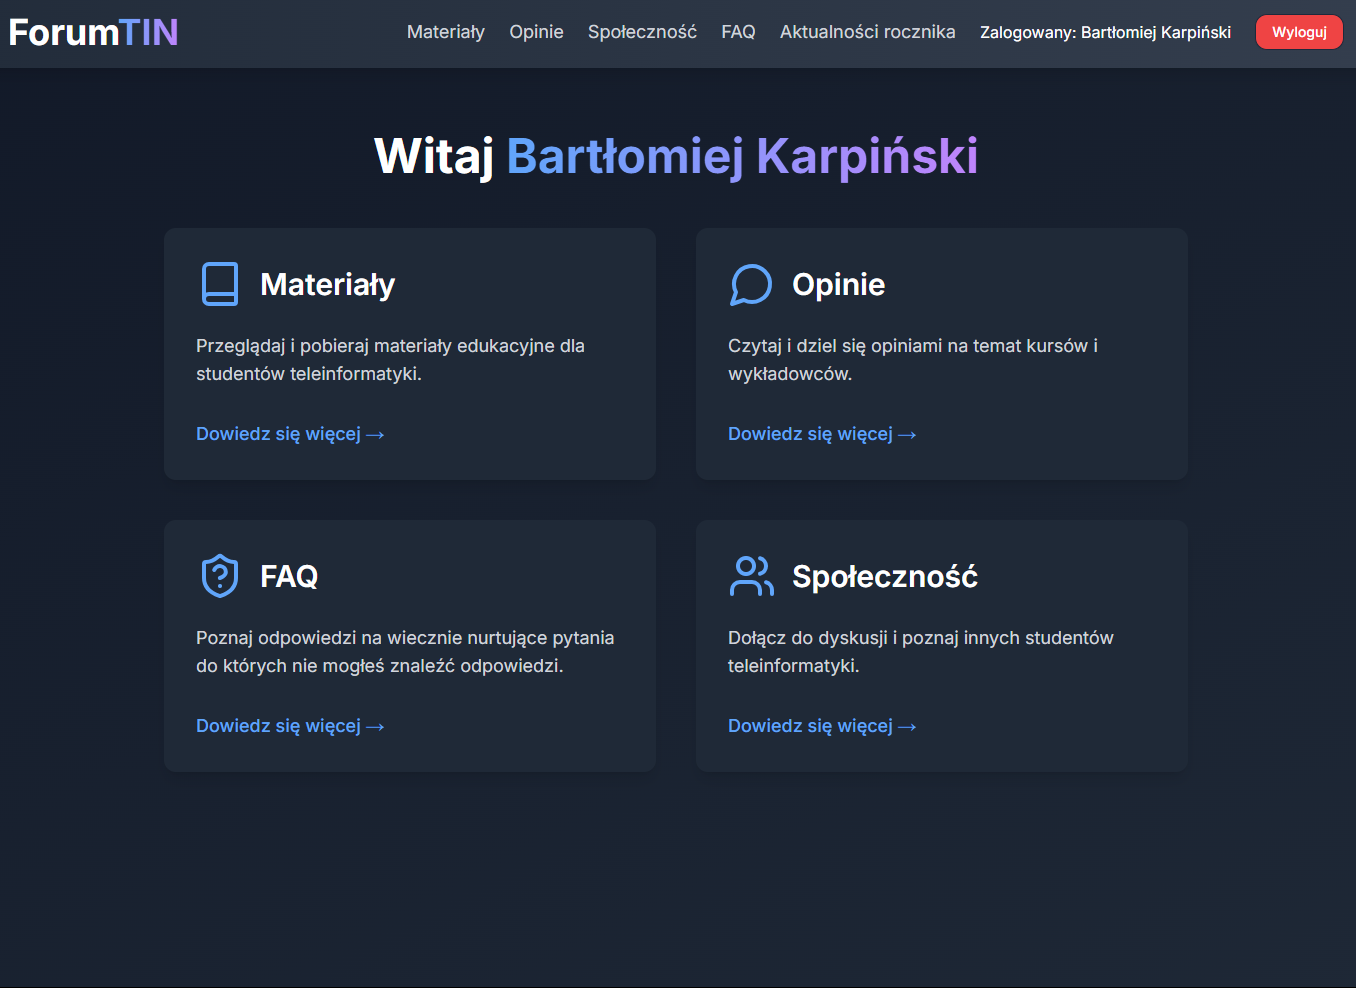 ForumTIN
Materiały Opinie Społeczność FAQ Aktualności rocznika Zalogowany: Bartłomiej Karpiński Wyloguj
Witaj Bartłomiej Karpiński
Materiały
Przeglądaj i pobieraj materiały edukacyjne dla
studentów teleinformatyki.
Dowiedz się więcej →
Opinie
Czytaj i dziel się opiniami na temat kursów i
wykładowców.
Dowiedz się więcej →
FAQ
Poznaj odpowiedzi na wiecznie nurtujące pytania
do których nie mogłeś znaleźć odpowiedzi.
Dowiedz się więcej →
Społeczność
Dołącz do dyskusji i poznaj innych studentów
teleinformatyki.
Dowiedz się więcej →